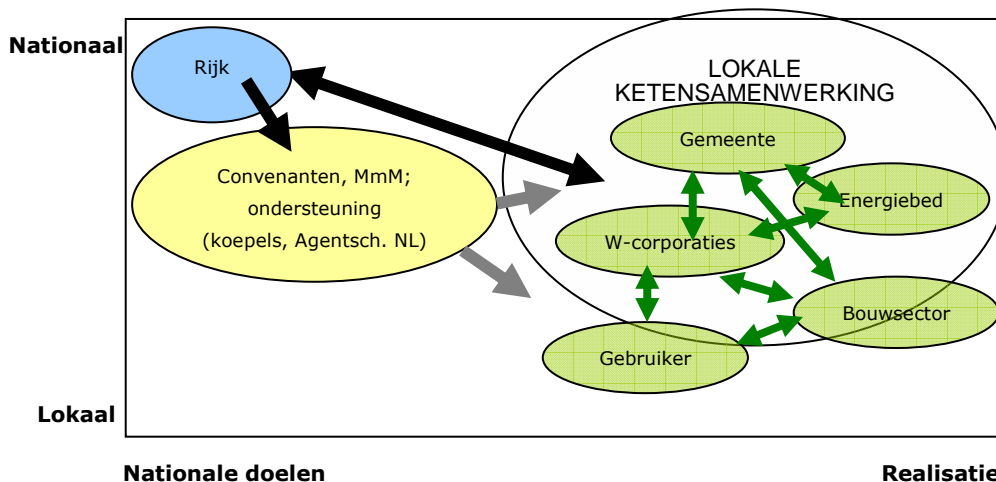 Nationaal
Rijk
LOKALE
KETENSAMENWERKING
Gemeente
Convenanten, MmM;
ondersteuning
(koepels, Agentsch. NL)
Energiebed
W-corporaties
Bouwsector
Gebruiker
Lokaal
Nationale doelen
Realisatie